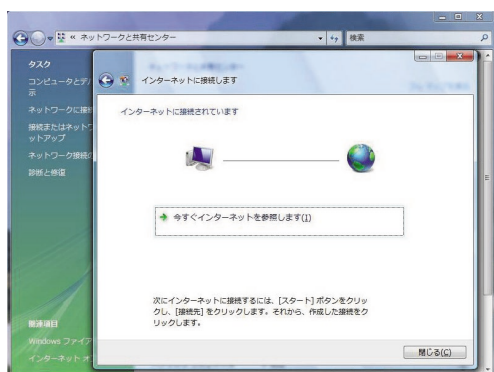 « ネットワークと共有センター
検索
タスク
コンピュータとデバ
示
ネットワークに接続
接続またはネットワ
ットアップ
ネットワーク接続の
診断と修復
関連項目
Windows ファイア
インターネット オ
インターネットに接続します
インターネットに接続されています
今すぐインターネットを参照します(I)
次にインターネットに接続するには、[スタート] ボタンをクリッ
クし、[接続先] をクリックします。それから、作成した接続をク
リックします。
閉じる(C)